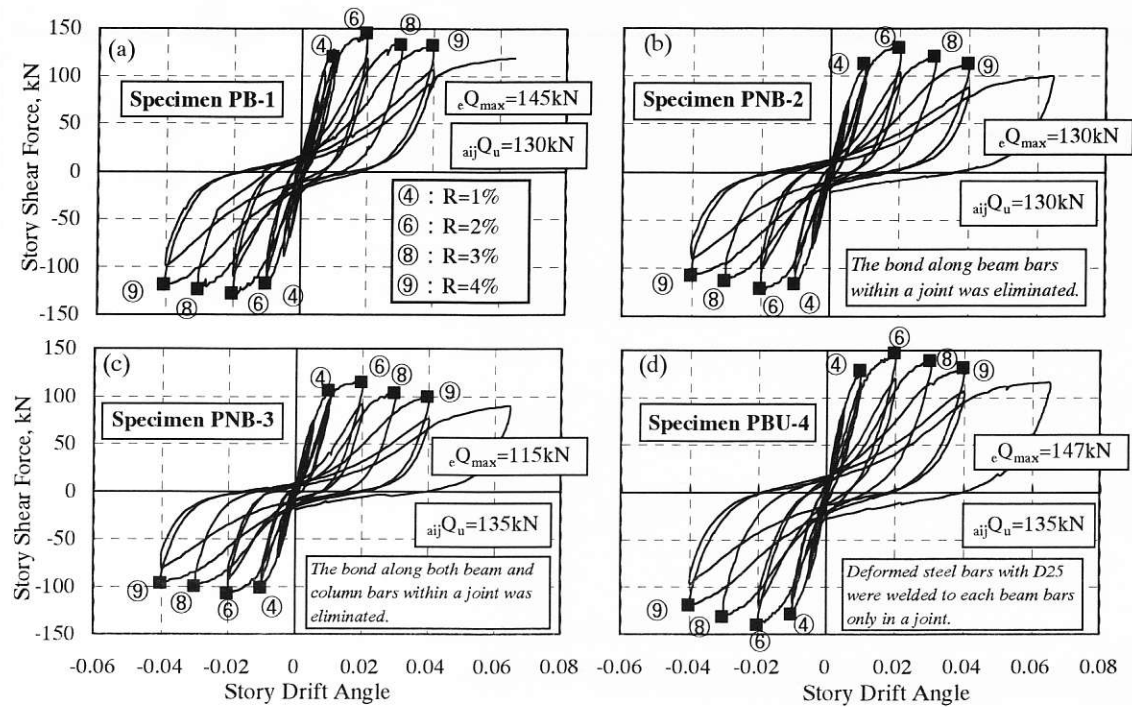 Story Shear Force, kN
150
100
50
0
-50
-100
-150
(a)
Specimen PB-1
④
⑥
⑧
⑨
eQmax=145kN
aijQu=130kN
④ : R=1%
⑥ : R=2%
⑧ : R=3%
⑨ : R=4%
⑨
⑧
⑥
④
(b)
Specimen PNB-2
④
⑥
⑧
⑨
eQmax=130kN
aijQu=130kN
The bond along beam bars
within a joint was eliminated.
⑨
⑧
⑥
④
Story Shear Force, kN
150
100
50
0
-50
-100
-150
(c)
Specimen PNB-3
④
⑥
⑧
⑨
eQmax=115kN
aijQu=135kN
The bond along both beam and
column bars within a joint was
eliminated.
⑨
⑧
⑥
④
-0.06 -0.04 -0.02 0 0.02 0.04 0.06 0.08
Story Drift Angle
(d)
Specimen PBU-4
④
⑥
⑧
⑨
eQmax=147kN
aijQu=135kN
Deformed steel bars with D25
were welded to each beam bars
only in a joint.
⑨
⑧
⑥
④
-0.06 -0.04 -0.02 0 0.02 0.04 0.06 0.08
Story Drift Angle